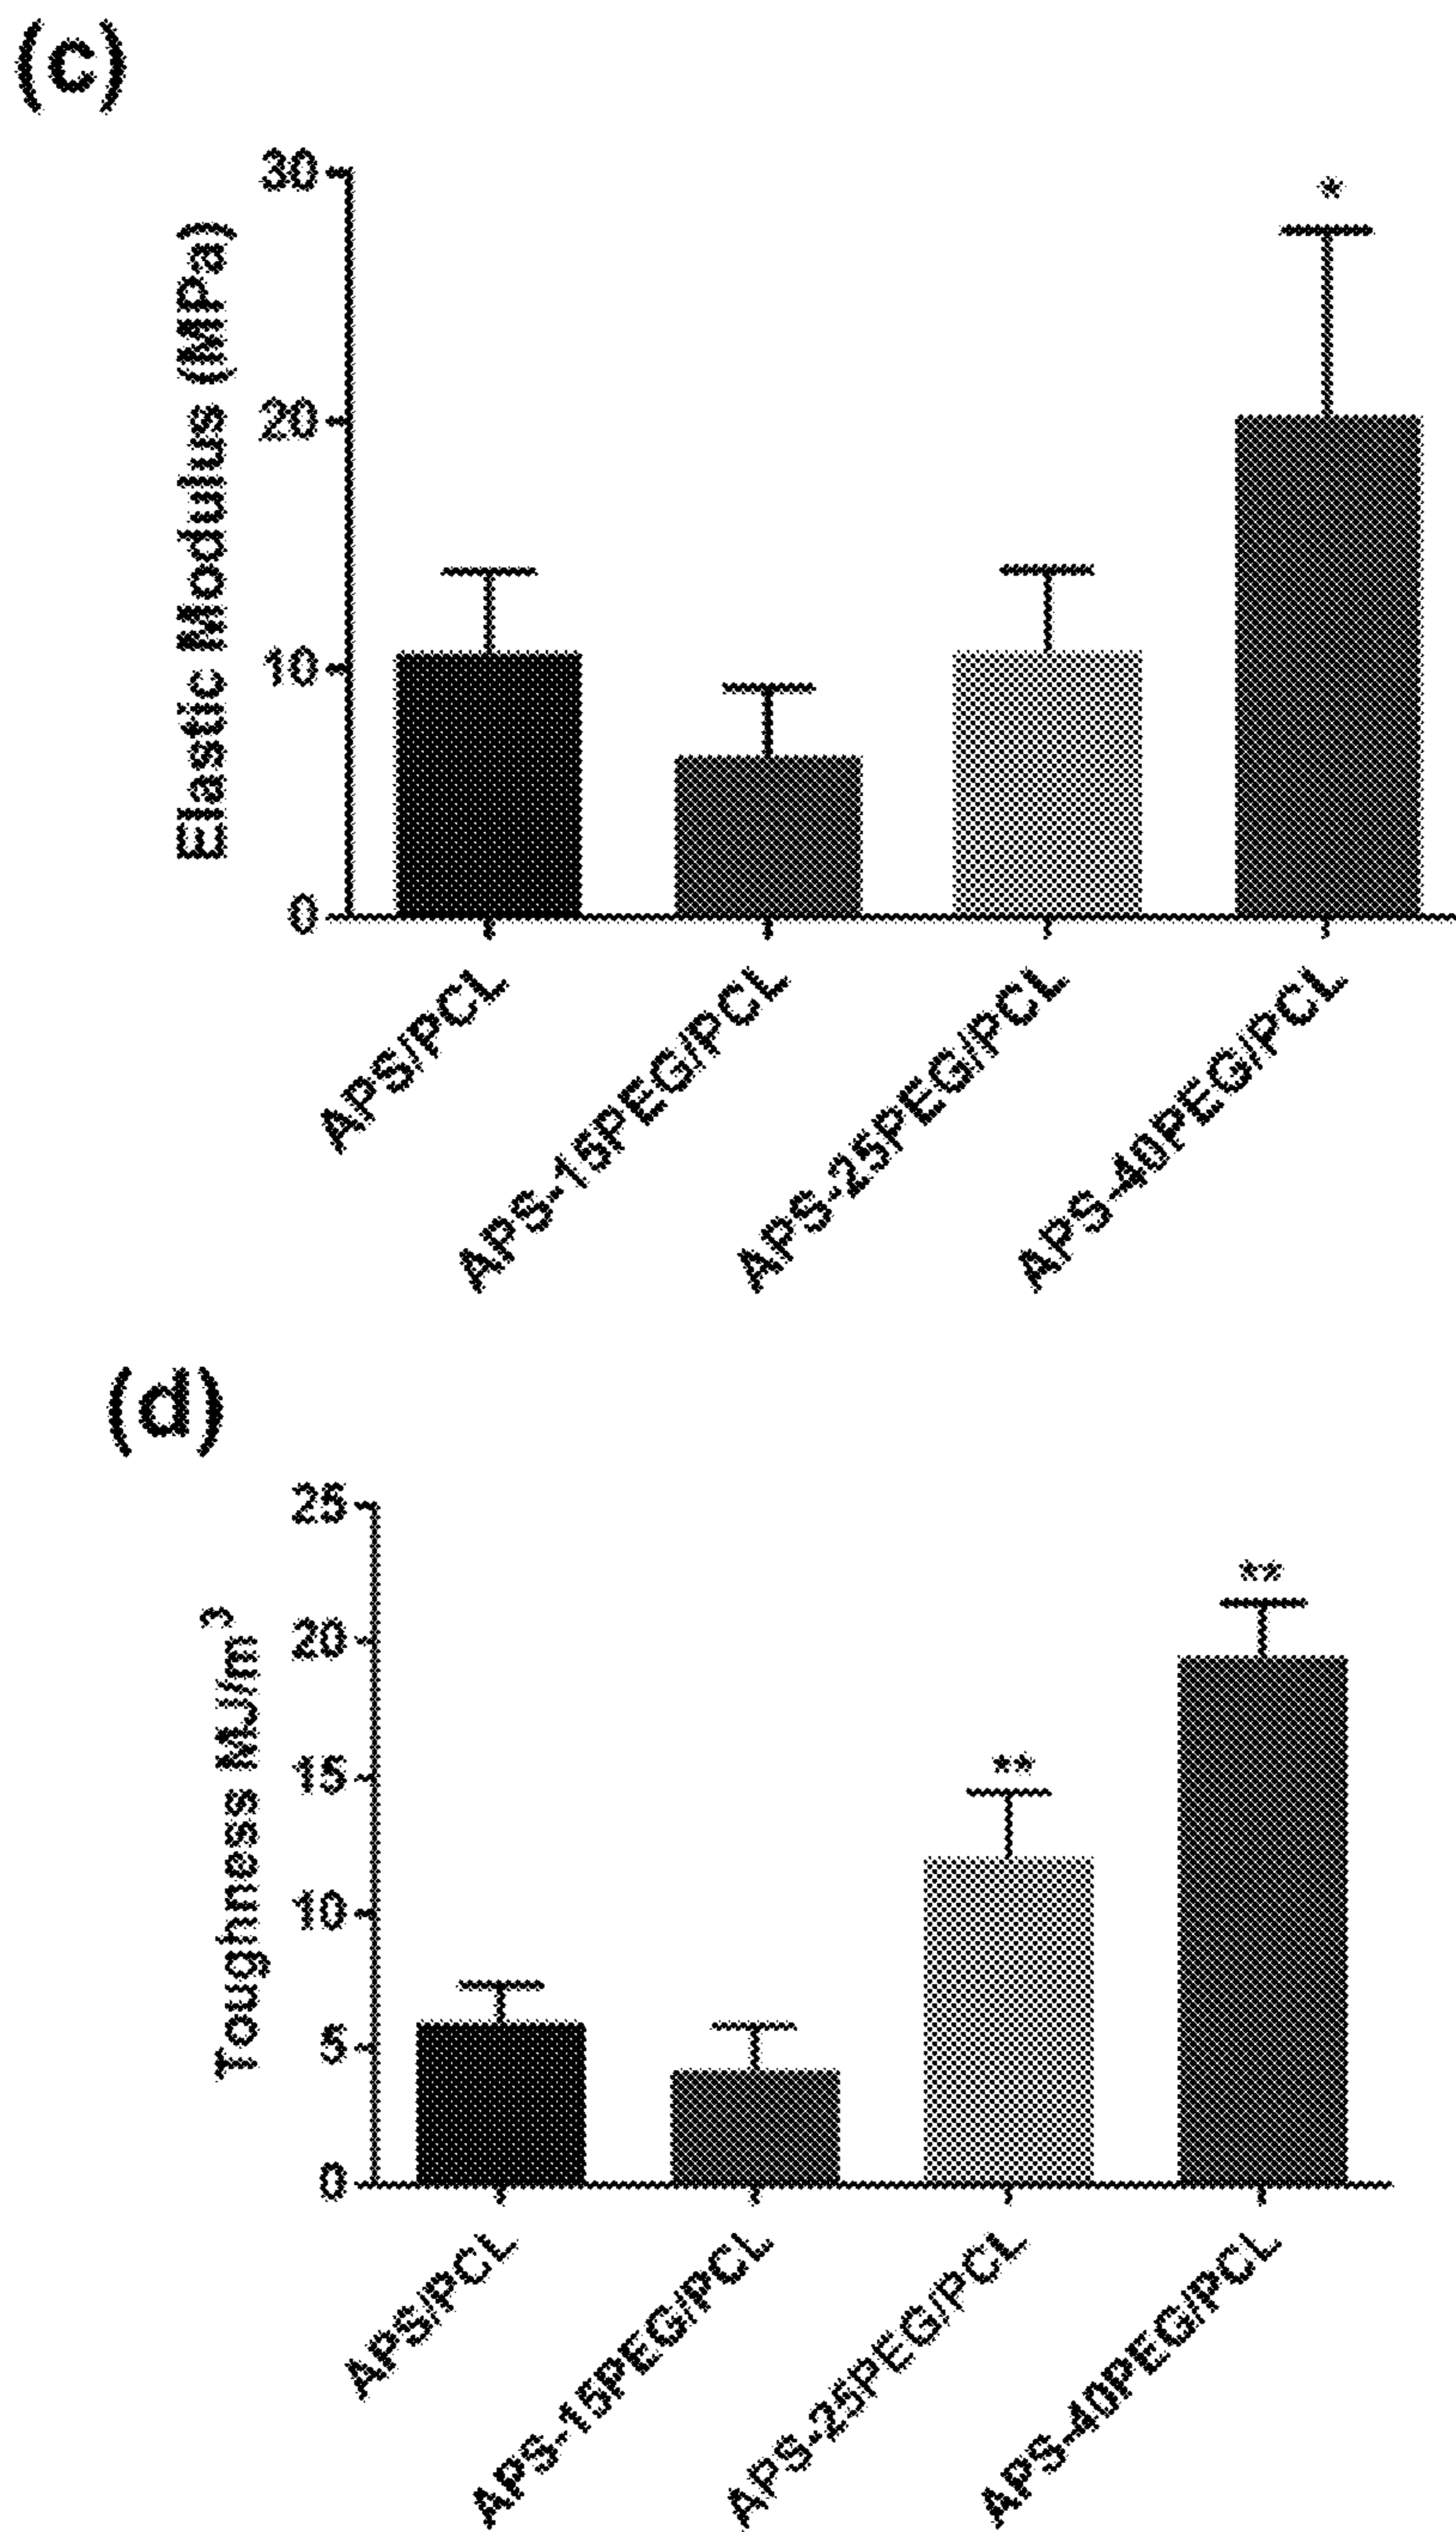 (c)
Elastic Modulus (MPa)
30
*
20
10
0
APS/PCL
APS-15PEG/PCL
APS-25PEG/PCL
APS-40PEG/PCL
(d)
Toughness MJ/m³
25
**
20
**
15
10
5
0
APS/PCL
APS-15PEG/PCL
APS-25PEG/PCL
APS-40PEG/PCL